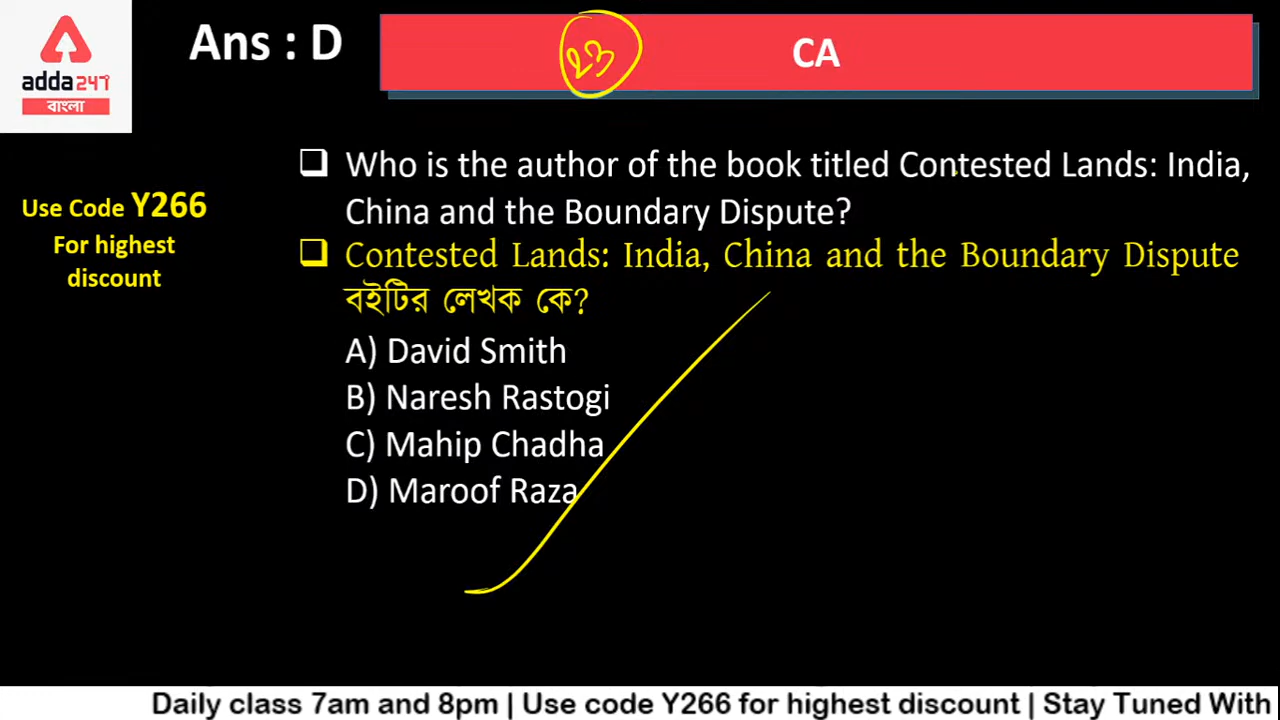 adda247
বাংলা
Ans : D
23
CA
Use Code Y266
For highest
discount
❑ Who is the author of the book titled Contested Lands: India,
China and the Boundary Dispute?
❑ Contested Lands: India, China and the Boundary Dispute
বইটির লেখক কে?
A) David Smith
B) Naresh Rastogi
C) Mahip Chadha
D) Maroof Raza
Daily class 7am and 8pm | Use code Y266 for highest discount | Stay Tuned With